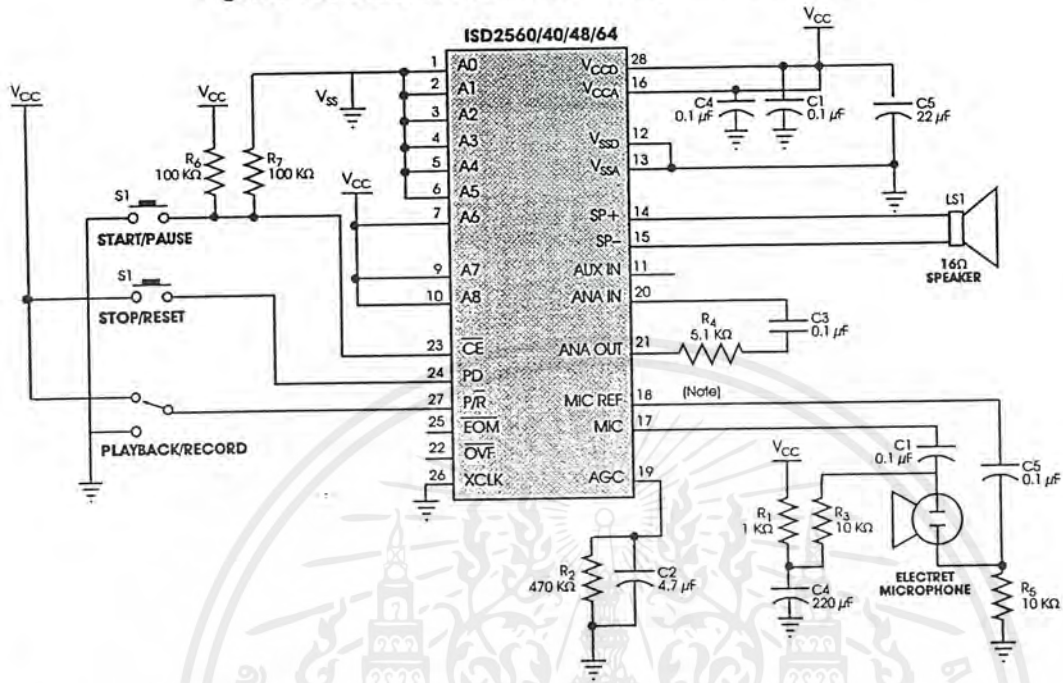 ISD2560/40/48/64
VCC
VCC
VCC
VSS
VCC
R6
100 KΩ
R7
100 KΩ
S1
START/PAUSE
S1
STOP/RESET
PLAYBACK/RECORD
1 A0
2 A1
3 A2
4 A3
5 A4
6 A5
7 A6
9 A7
10 A8
23 CE
24 PD
27 P/R
25 EOM
22 OVF
26 XCLK
VCCD 28
VCCA 16
VSSD 12
VSSA 13
SP+ 14
SP– 15
AUX IN 11
ANA IN 20
ANA OUT 21
MIC REF 18
MIC 17
AGC 19
C4
0.1 µF
C1
0.1 µF
C5
22 µF
LS1
16Ω
SPEAKER
R4
5.1 KΩ
C3
0.1 µF
(Note)
VCC
R1
1 KΩ
R3
10 KΩ
C4
220 µF
C1
0.1 µF
C5
0.1 µF
ELECTRET
MICROPHONE
R5
10 KΩ
R2
470 KΩ
C2
4.7 µF